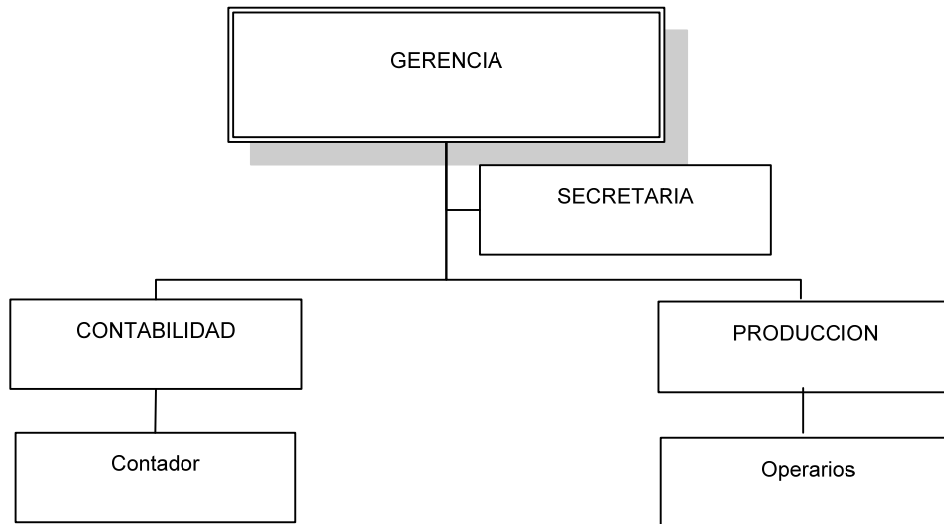 GERENCIA
SECRETARIA
CONTABILIDAD
PRODUCCION
Contador
Operarios